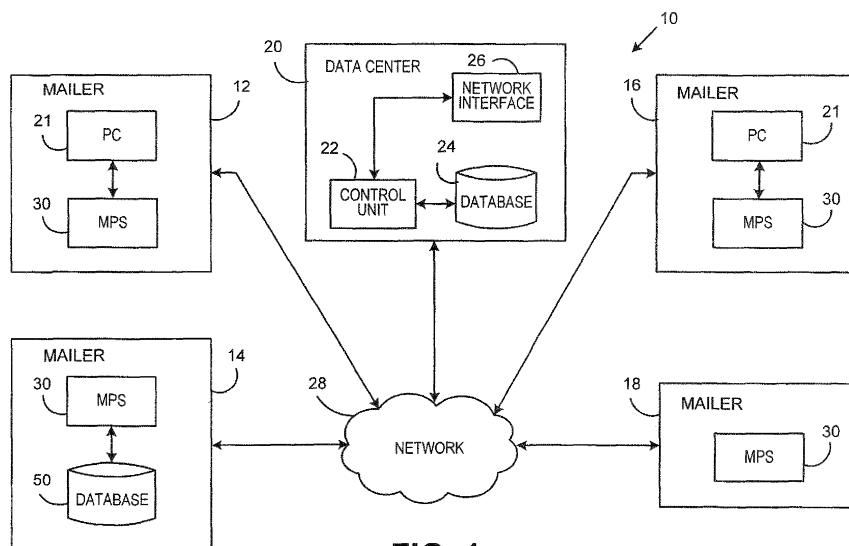 10
20
DATA CENTER
26
NETWORK
INTERFACE
22
24
CONTROL
UNIT
DATABASE
MAILER
12
21
PC
30
MPS
16
MAILER
21
PC
30
MPS
MAILER
14
30
MPS
50
DATABASE
28
NETWORK
18
MAILER
30
MPS